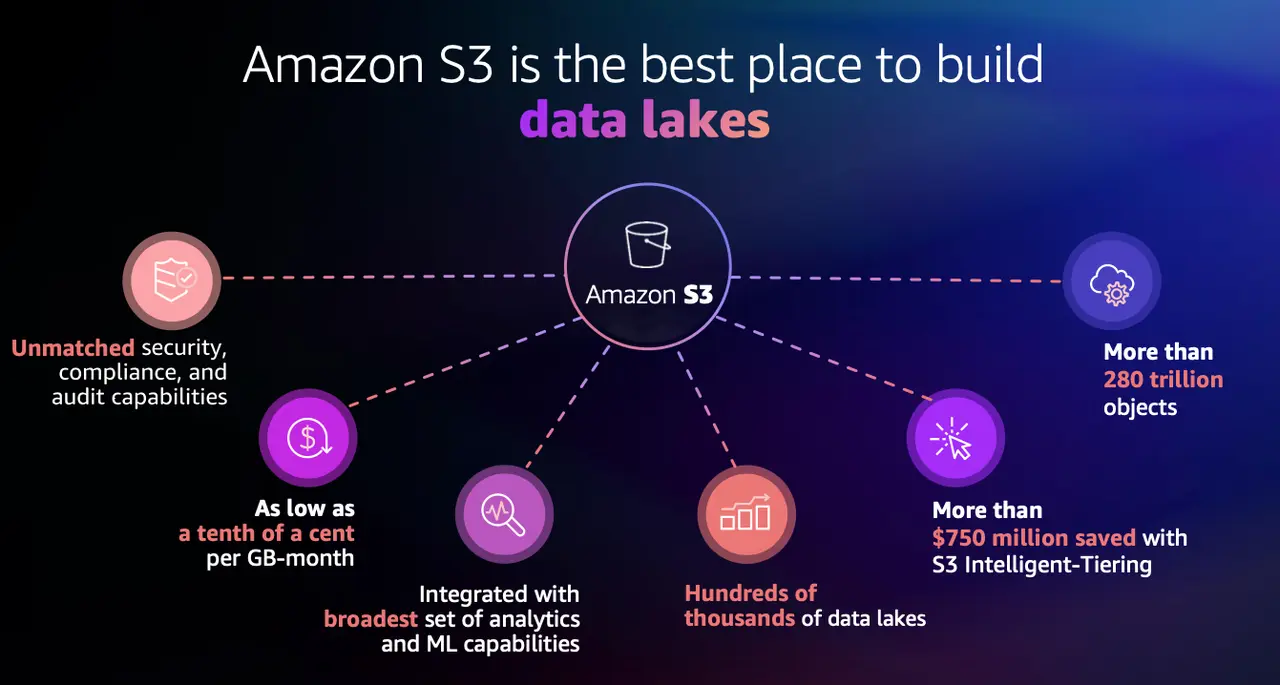 Amazon S3 is the best place to build
data lakes
Amazon S3
Unmatched security,
compliance, and
audit capabilities
As low as
a tenth of a cent
per GB-month
Integrated with
broadest set of analytics
and ML capabilities
Hundreds of
thousands of data lakes
More than
$750 million saved with
S3 Intelligent-Tiering
More than
280 trillion
objects